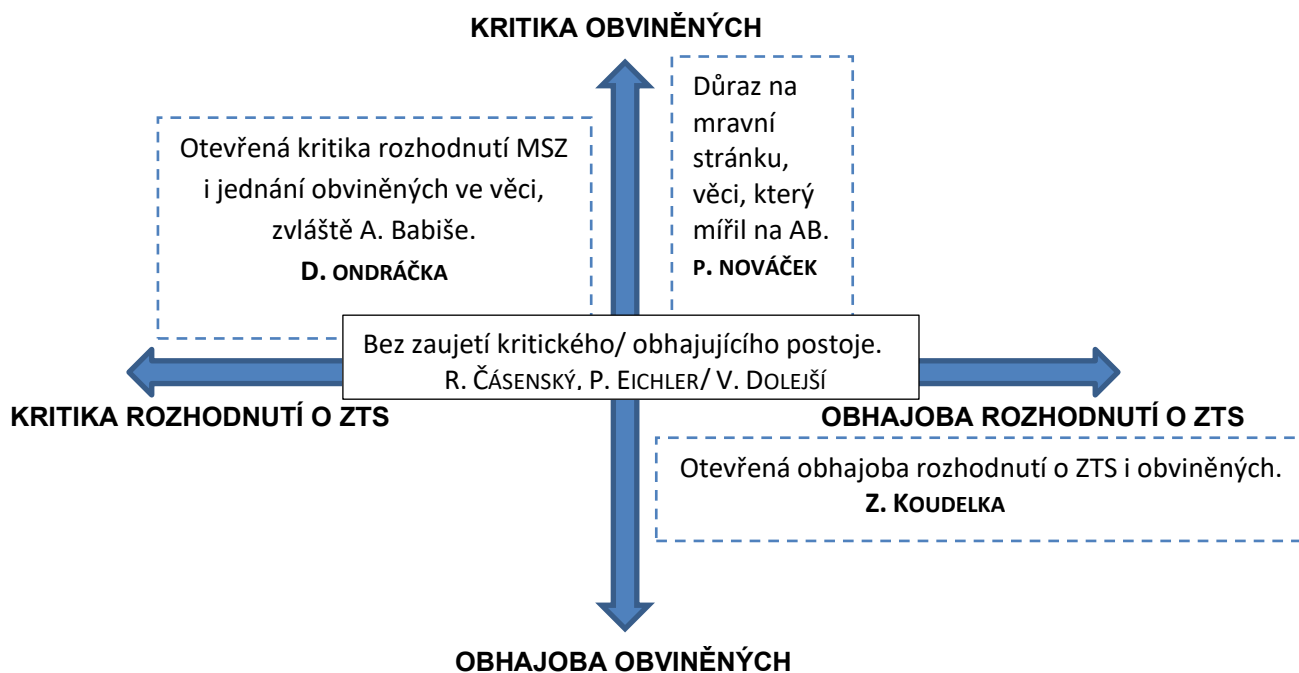 KRITIKA OBVINĚNÝCH
Důraz na
mravní
stránku,
věci, který
mířil na AB.
P. NOVÁČEK
Otevřená kritika rozhodnutí MSZ
i jednání obviněných ve věci,
zvláště A. Babiše.
D. ONDRÁČKA
Bez zaujetí kritického/ obhajujícího postoje.
R. ČÁSENSKÝ, P. EICHLER/ V. DOLEJŠÍ
KRITIKA ROZHODNUTÍ O ZTS
OBHAJOBA ROZHODNUTÍ O ZTS
Otevřená obhajoba rozhodnutí o ZTS i obviněných.
Z. KOUDELKA
OBHAJOBA OBVINĚNÝCH